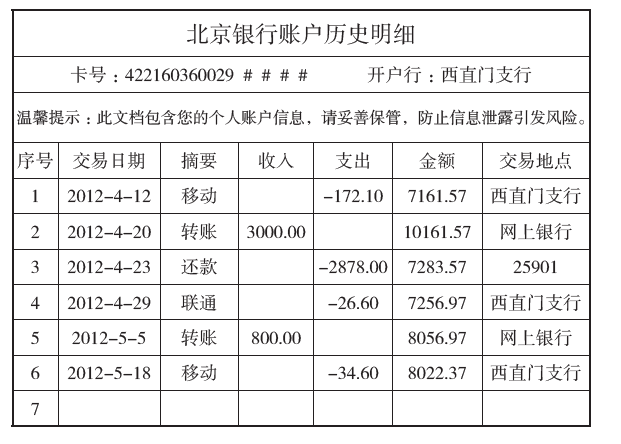 北京银行账户历史明细
卡号：422160360029 # # # # 开户行：西直门支行
温馨提示：此文档包含您的个人账户信息，请妥善保管，防止信息泄露引发风险。
序号 交易日期 摘要 收入 支出 金额 交易地点
1 2012-4-12 移动 -172.10 7161.57 西直门支行
2 2012-4-20 转账 3000.00 10161.57 网上银行
3 2012-4-23 还款 -2878.00 7283.57 25901
4 2012-4-29 联通 -26.60 7256.97 西直门支行
5 2012-5-5 转账 800.00 8056.97 网上银行
6 2012-5-18 移动 -34.60 8022.37 西直门支行
7